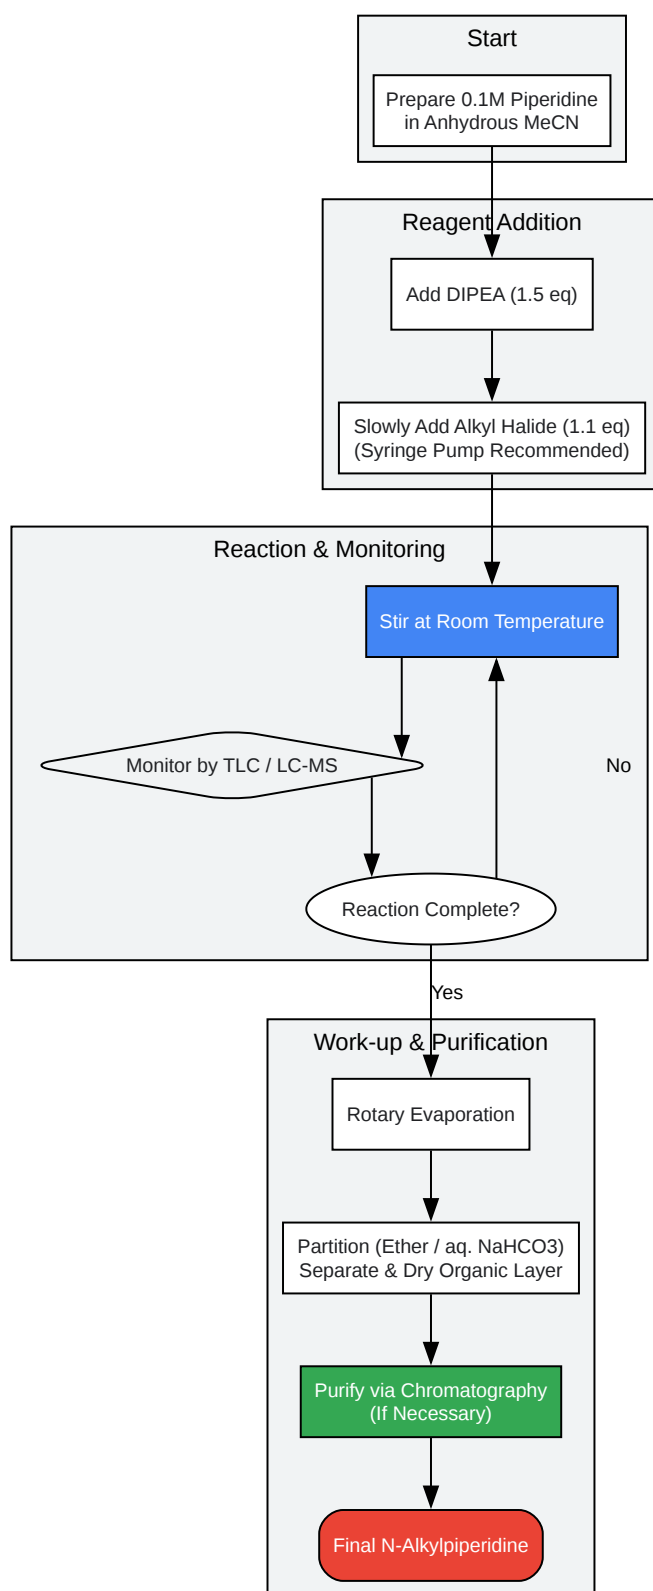 Start
Prepare 0.1M Piperidine
in Anhydrous MeCN
Reagent Addition
Add DIPEA (1.5 eq)
Slowly Add Alkyl Halide (1.1 eq)
(Syringe Pump Recommended)
Reaction & Monitoring
Stir at Room Temperature
Monitor by TLC / LC-MS
No
Reaction Complete?
Yes
Work-up & Purification
Rotary Evaporation
Partition (Ether / aq. NaHCO3)
Separate & Dry Organic Layer
Purify via Chromatography
(If Necessary)
Final N-Alkylpiperidine